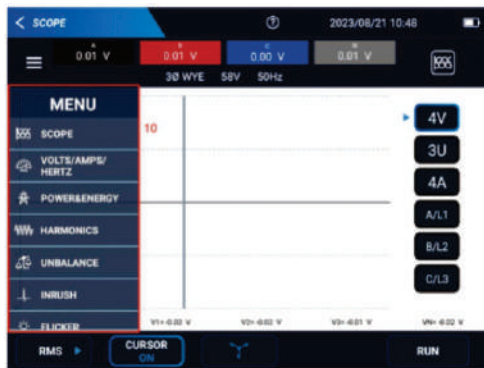 SCOPE
2023/08/21 10:48
A B C N
0.01 V 0.01 V 0.00 V 0.01 V
3Ø WYE 58V 50Hz
MENU
SCOPE
VOLTS/AMPS/
HERTZ
POWER&ENERGY
HARMONICS
UNBALANCE
INRUSH
FLICKER
10
4V
3U
4A
A/L1
B/L2
C/L3
V1=-0.02 V V2=-0.02 V V3=-0.01 V VN=-0.02 V
RMS
CURSOR
ON
RUN